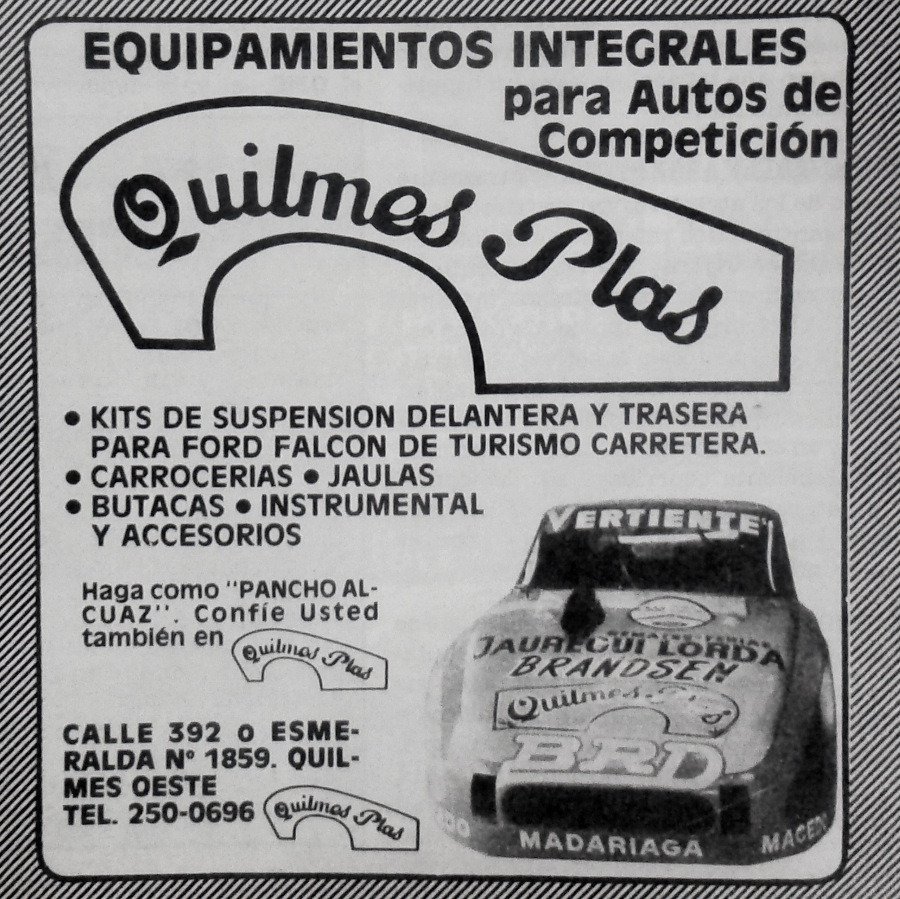 EQUIPAMIENTOS INTEGRALES
para Autos de
Competición
Quilmes Plas
• KITS DE SUSPENSION DELANTERA Y TRASERA
PARA FORD FALCON DE TURISMO CARRETERA.
• CARROCERIAS • JAULAS
• BUTACAS • INSTRUMENTAL
Y ACCESORIOS
Haga como "PANCHO AL-
CUAZ". Confíe Usted
también en Quilmes Plas
CALLE 392 o ESME-
RALDA Nº 1859. QUIL-
MES OESTE
TEL. 250-0696 Quilmes Plas
VERTIENTE
JAUREGUI LORDA
BRANDSEN
Quilmes Plas
BRD
MADARIAGA